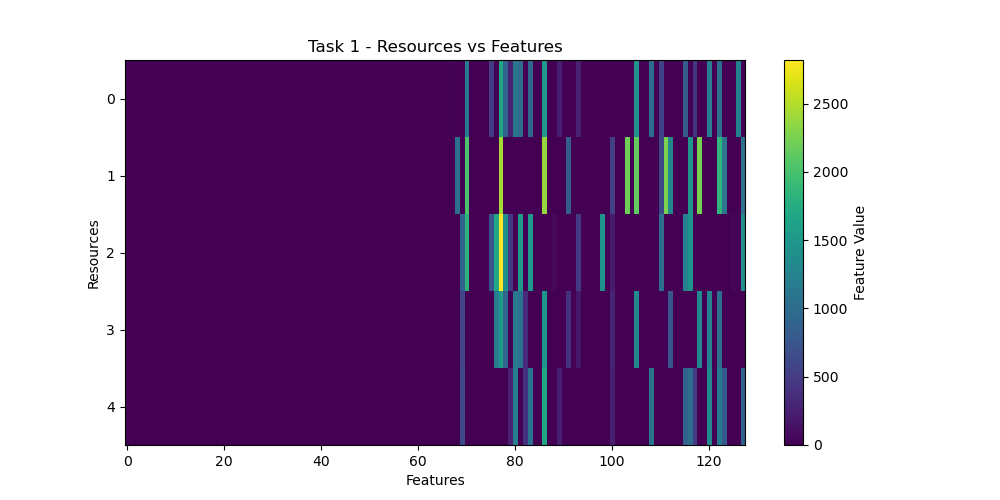 Task 1 - Resources vs Features
Resources
0
1
2
3
4
0 20 40 60 80 100 120
Features
2500
2000
1500
1000
500
0
Feature Value